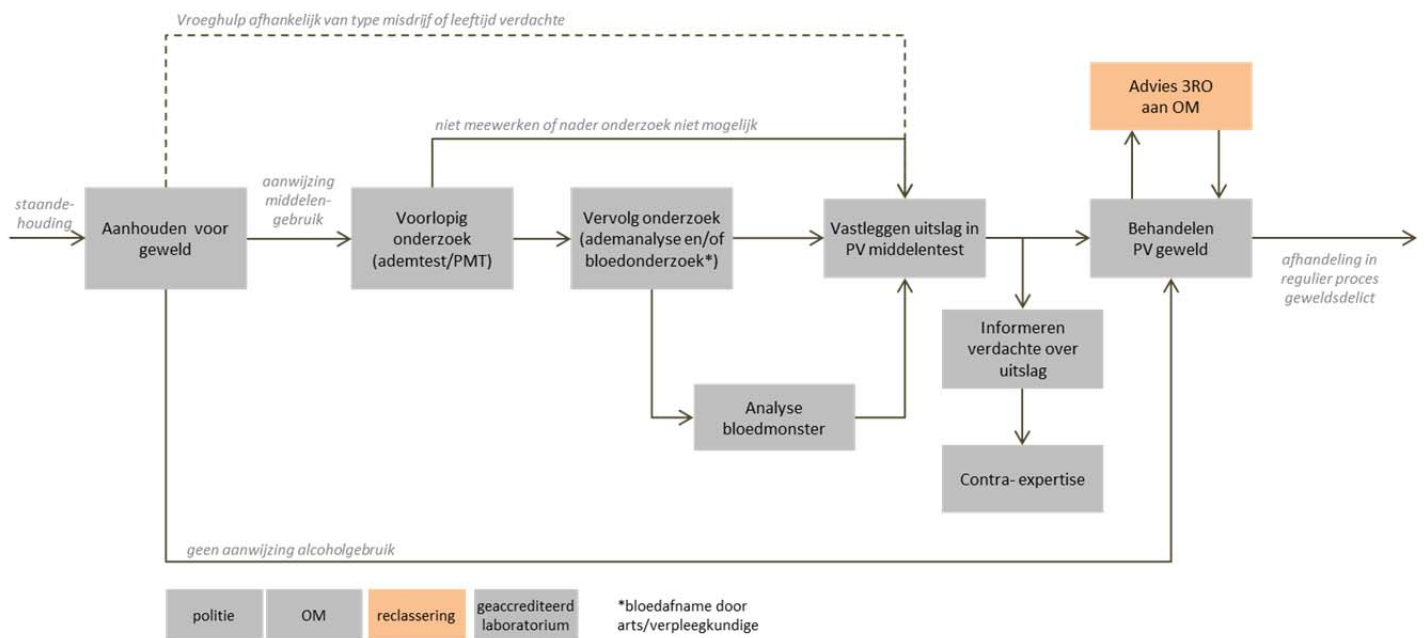 Vroeghulp afhankelijk van type misdrijf of leeftijd verdachte
Advies 3RO
aan OM
niet meewerken of nader onderzoek niet mogelijk
staande-
houding
Aanhouden voor
geweld
aanwijzing
middelen-
gebruik
Voorlopig
onderzoek
(ademtest/PMT)
Vervolg onderzoek
(ademanalyse en/of
bloedonderzoek*)
Vastleggen uitslag in
PV middelentest
Behandelen
PV geweld
afhandeling in
regulier proces
geweldsdelict
Informeren
verdachte over
uitslag
Analyse
bloedmonster
Contra- expertise
geen aanwijzing alcoholgebruik
politie
OM
reclassering
geaccrediteerd
laboratorium
*bloedafname door
arts/verpleegkundige